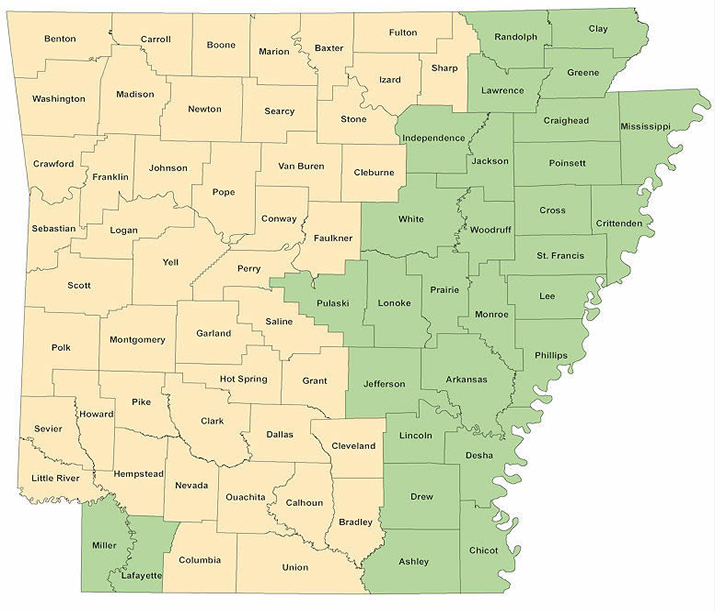 Benton
Carroll
Boone
Marion
Baxter
Fulton
Randolph
Clay
Izard
Sharp
Lawrence
Greene
Washington
Madison
Newton
Searcy
Stone
Independence
Craighead
Mississippi
Crawford
Franklin
Johnson
Pope
Van Buren
Cleburne
Jackson
Poinsett
Sebastian
Logan
Conway
Faulkner
White
Woodruff
Cross
Crittenden
Scott
Yell
Perry
St. Francis
Pulaski
Lonoke
Prairie
Monroe
Lee
Polk
Montgomery
Garland
Saline
Phillips
Hot Spring
Grant
Jefferson
Arkansas
Sevier
Howard
Pike
Clark
Dallas
Cleveland
Lincoln
Desha
Little River
Hempstead
Nevada
Ouachita
Calhoun
Bradley
Drew
Miller
Lafayette
Columbia
Union
Ashley
Chicot